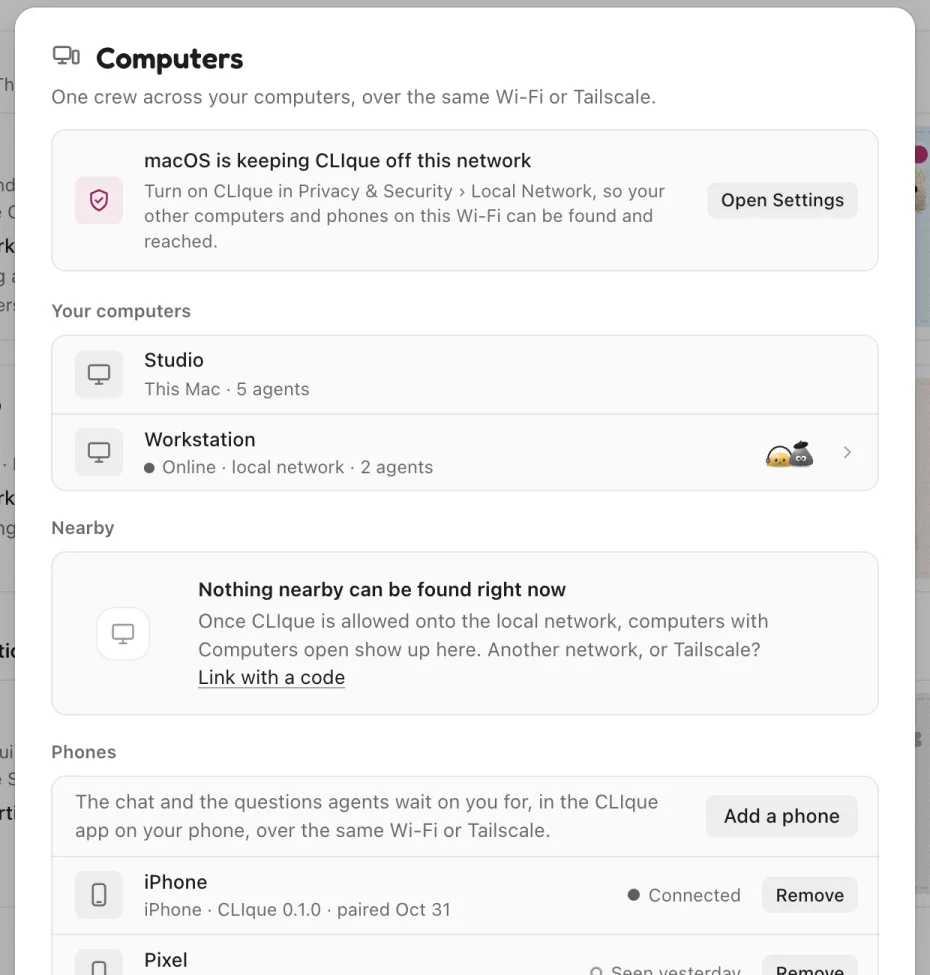 Computers
One crew across your computers, over the same Wi-Fi or Tailscale.
macOS is keeping CLIque off this network
Turn on CLIque in Privacy & Security › Local Network, so your
other computers and phones on this Wi-Fi can be found and
reached.
Open Settings
Your computers
Studio
This Mac · 5 agents
Workstation
Online · local network · 2 agents
Nearby
Nothing nearby can be found right now
Once CLIque is allowed onto the local network, computers with
Computers open show up here. Another network, or Tailscale?
Link with a code
Phones
The chat and the questions agents wait on you for, in the CLIque
app on your phone, over the same Wi-Fi or Tailscale.
Add a phone
iPhone
iPhone · CLIque 0.1.0 · paired Oct 31
Connected
Remove
Pixel
Seen yesterday
Remove